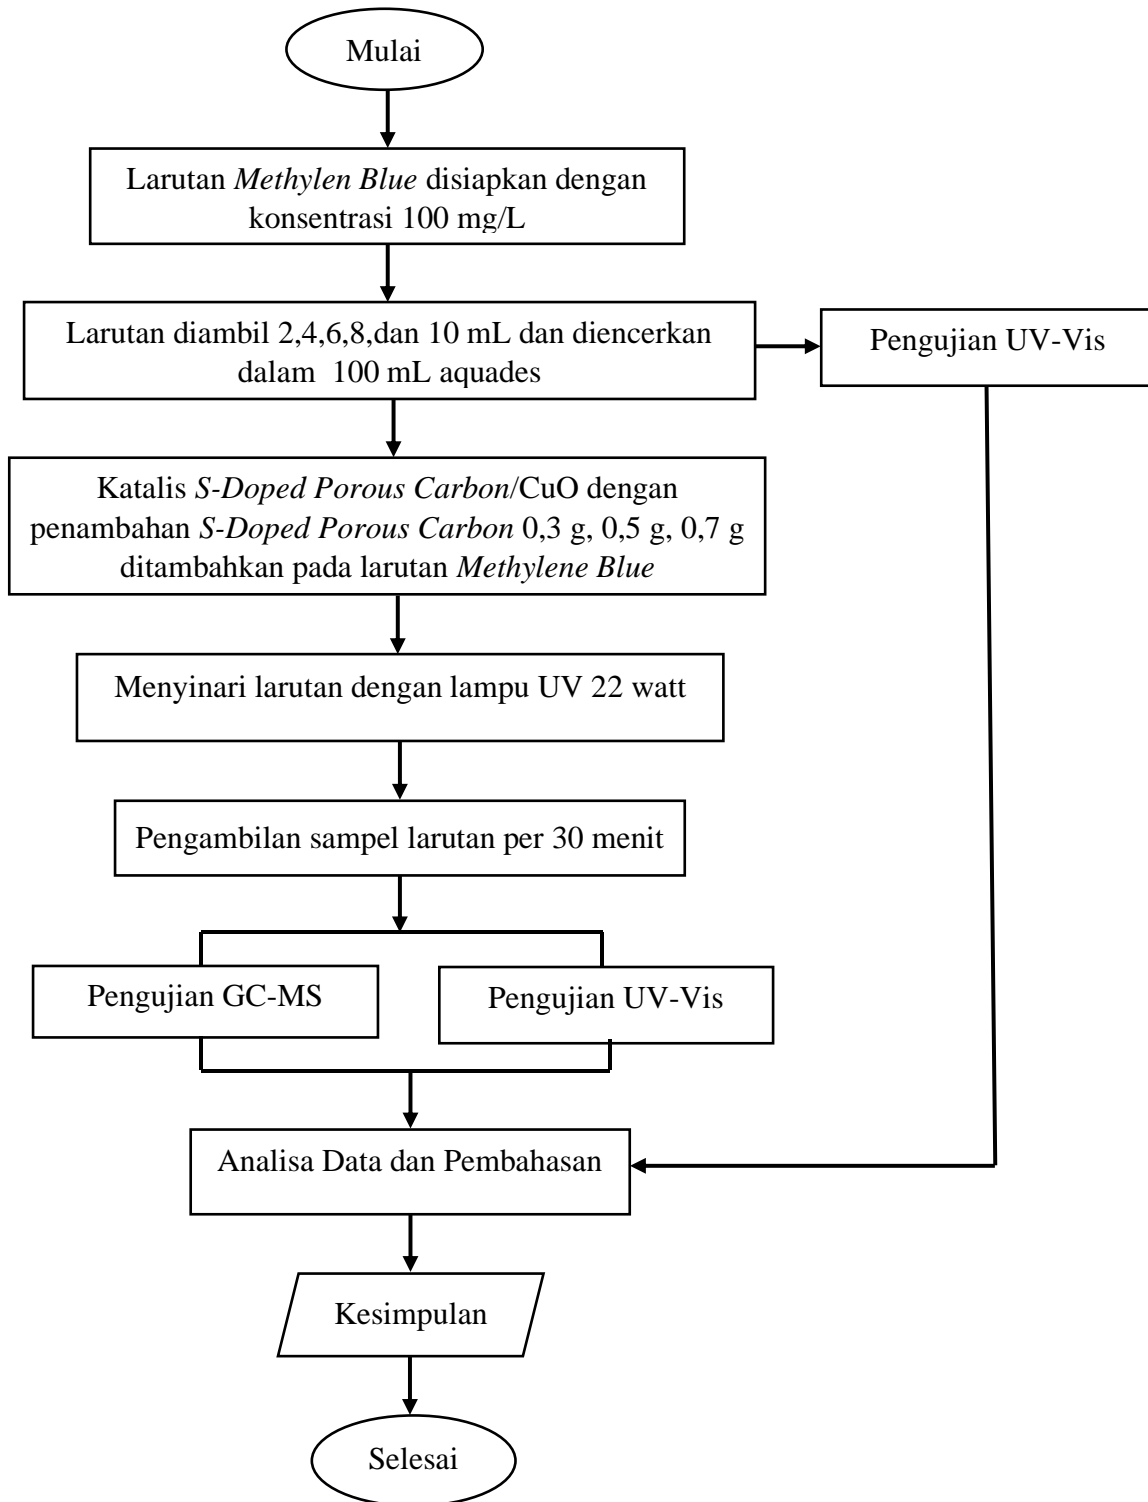 Mulai
Larutan Methylen Blue disiapkan dengan
konsentrasi 100 mg/L
Larutan diambil 2,4,6,8,dan 10 mL dan diencerkan
dalam 100 mL aquades
Pengujian UV-Vis
Katalis S-Doped Porous Carbon/CuO dengan
penambahan S-Doped Porous Carbon 0,3 g, 0,5 g, 0,7 g
ditambahkan pada larutan Methylene Blue
Menyinari larutan dengan lampu UV 22 watt
Pengambilan sampel larutan per 30 menit
Pengujian GC-MS
Pengujian UV-Vis
Analisa Data dan Pembahasan
Kesimpulan
Selesai